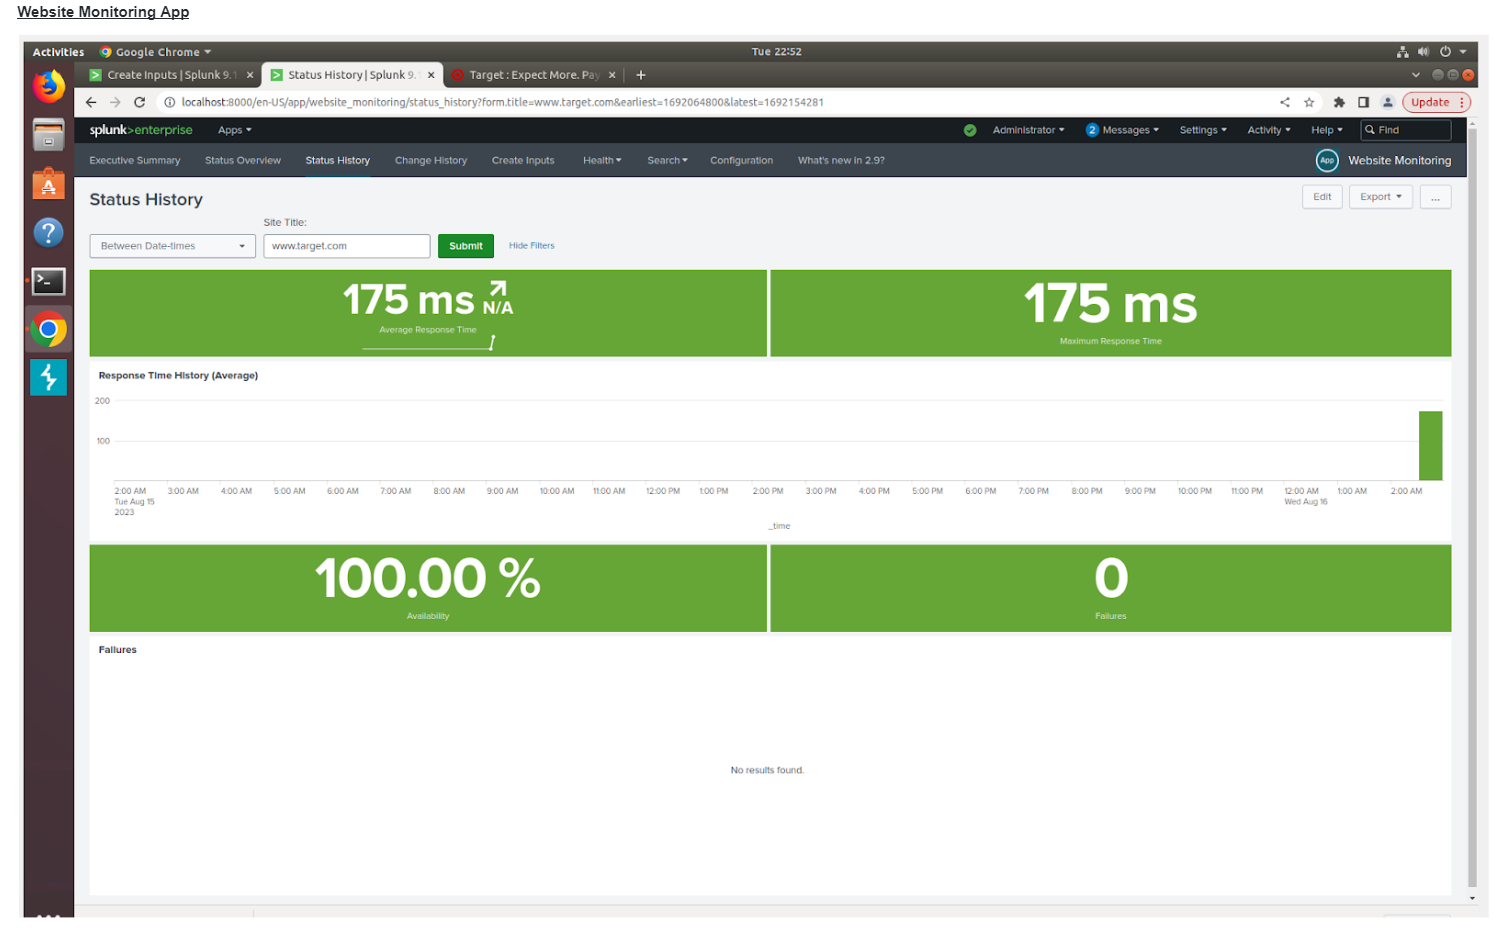 Website Monitoring App
Activities Google Chrome Tue 22:52
Create Inputs | Splunk 9.1 Status History | Splunk 9. Target : Expect More. Pay
localhost:8000/en-US/app/website_monitoring/status_history?form.title=www.target.com&earliest=1692064800&latest=1692154281 Update
splunk>enterprise Apps Administrator 2 Messages Settings Activity Help Find
Executive Summary Status Overview Status History Change History Create Inputs Health Search Configuration What's new in 2.9? App Website Monitoring
Status History Edit Export ...
Site Title:
Between Date-times www.target.com Submit Hide Filters
175 ms N/A 175 ms
Average Response Time Maximum Response Time
Response Time History (Average)
200
100
2:00 AM 3:00 AM 4:00 AM 5:00 AM 6:00 AM 7:00 AM 8:00 AM 9:00 AM 10:00 AM 11:00 AM 12:00 PM 1:00 PM 2:00 PM 3:00 PM 4:00 PM 5:00 PM 6:00 PM 7:00 PM 8:00 PM 9:00 PM 10:00 PM 11:00 PM 12:00 AM 1:00 AM 2:00 AM
Tue Aug 15 Wed Aug 16
2023
_time
100.00 % 0
Availability Failures
Failures
No results found.